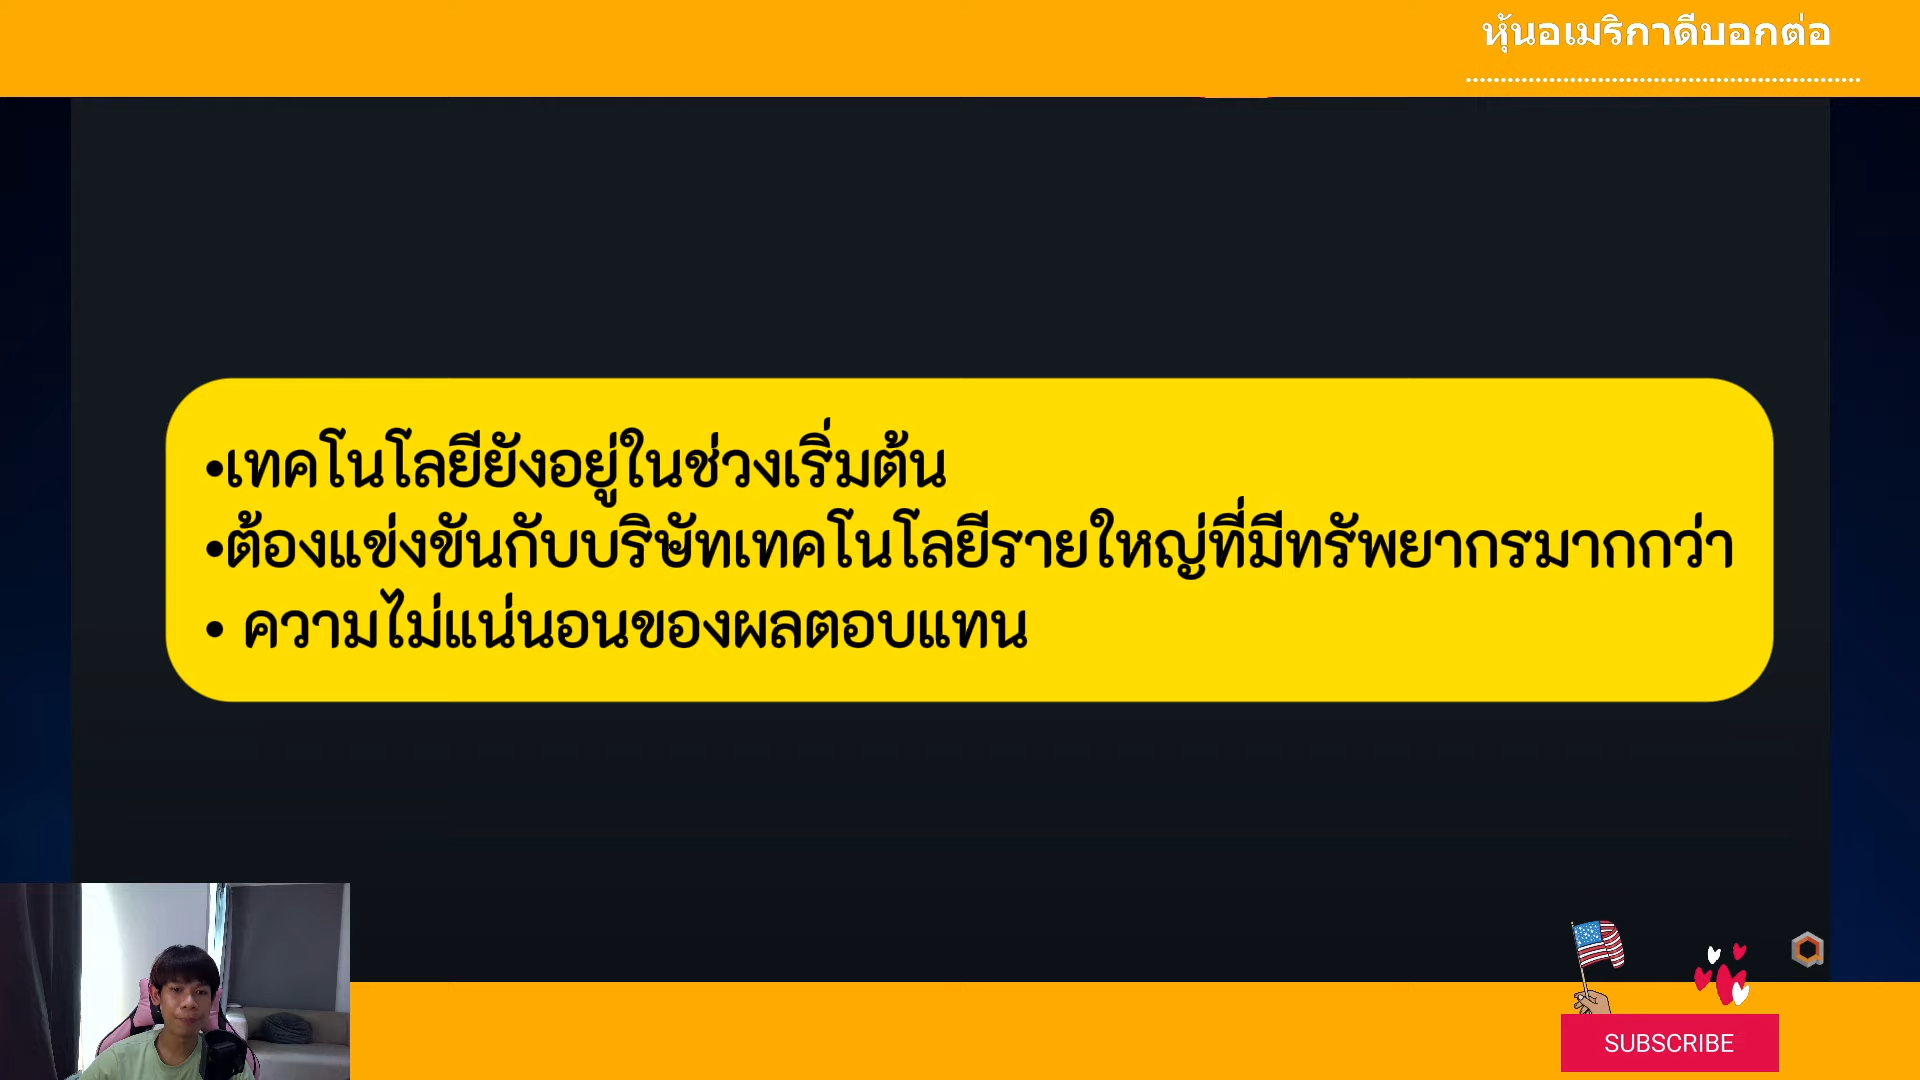 หุ้นอเมริกาดีบอกต่อ
•เทคโนโลยียังอยู่ในช่วงเริ่มต้น
•ต้องแข่งขันกับบริษัทเทคโนโลยีรายใหญ่ที่มีทรัพยากรมากกว่า
• ความไม่แน่นอนของผลตอบแทน
SUBSCRIBE